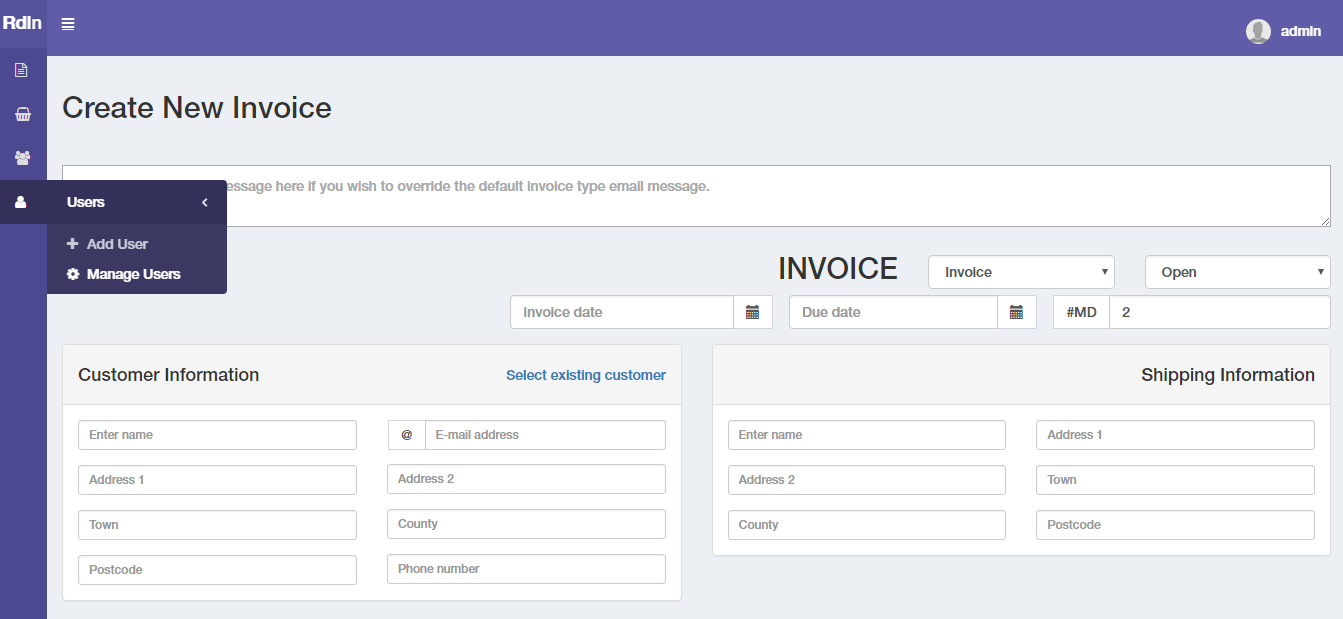 RdIn
admin
Create New Invoice
essage here if you wish to override the default invoice type email message.
Users
Add User
Manage Users
INVOICE Invoice Open
Invoice date Due date #MD 2
Customer Information Select existing customer
Enter name @ E-mail address
Address 1 Address 2
Town County
Postcode Phone number
Shipping Information
Enter name Address 1
Address 2 Town
County Postcode